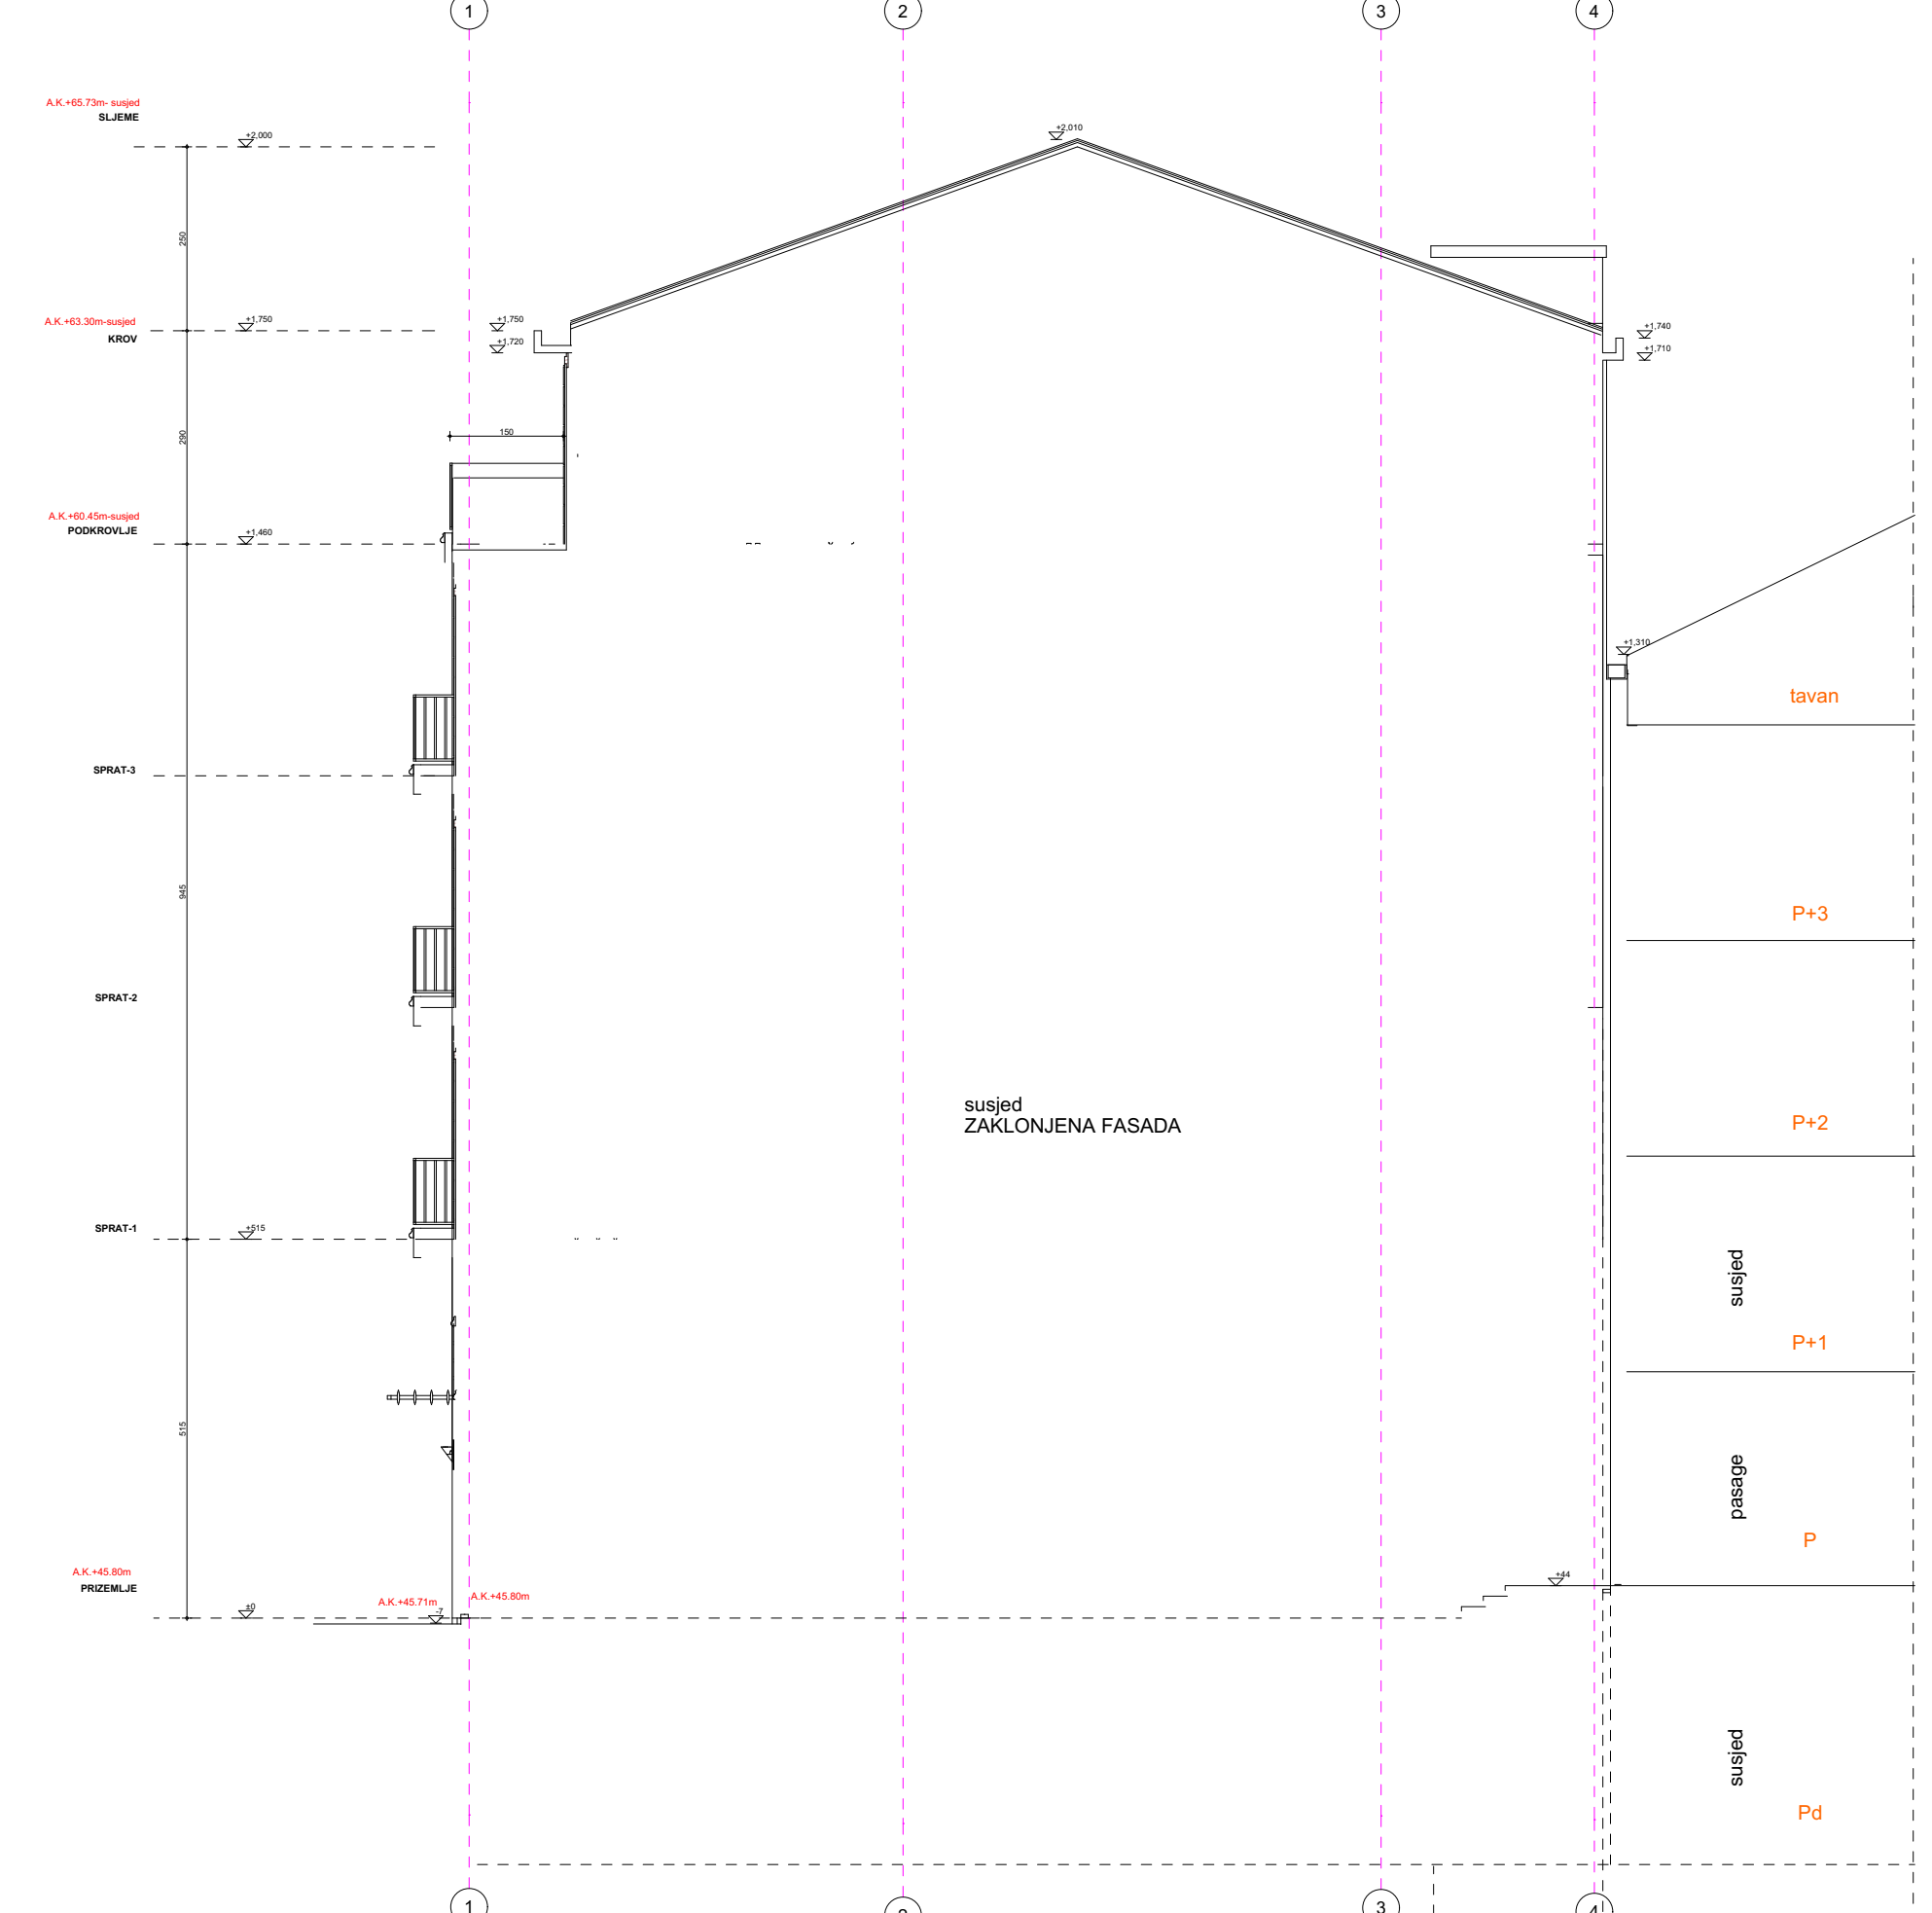 1
2
3
4
A.K.+65.73m- susjed
SLJEME
+2,000
+2,010
250
A.K.+63.30m-susjed
KROV
+1,750
+1,750
+1,720
+1,740
+1,710
290
150
A.K.+60.45m-susjed
PODKROVLJE
+1,460
+1,310
tavan
SPRAT-3
945
P+3
SPRAT-2
susjed
ZAKLONJENA FASADA
P+2
SPRAT-1
+515
susjed
P+1
515
pasage
P
A.K.+45.80m
PRIZEMLJE
±0
A.K.+45.71m
-7
A.K.+45.80m
+44
susjed
Pd
1
2
3
4